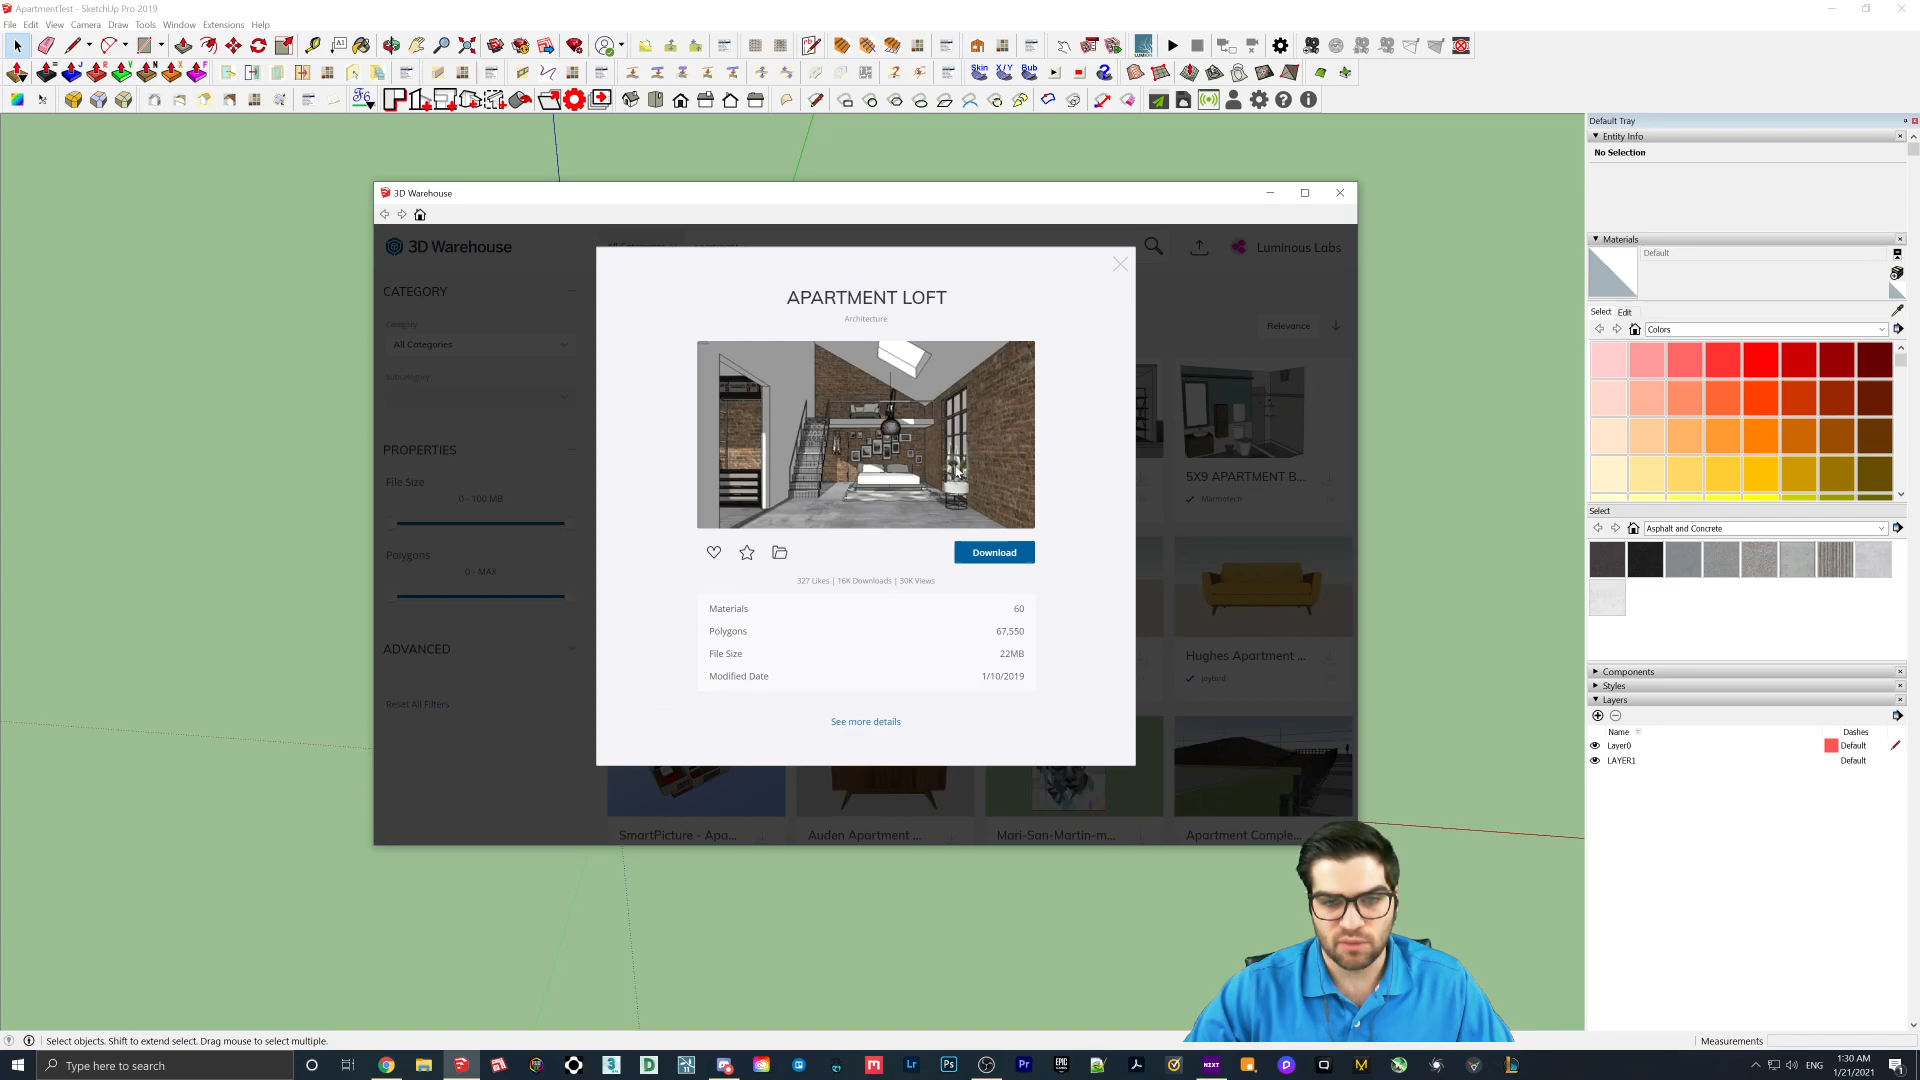 ApartmentTest - SketchUp Pro 2019
File Edit View Camera Draw Tools Window Extensions Help
Skin X/Y Bub
Default Tray
Entity Info
No Selection
3D Warehouse
3D Warehouse
Luminous Labs
Materials
Default
CATEGORY
APARTMENT LOFT
Architecture
Category
All Categories
Relevance
Select Edit
Colors
Subcategory
PROPERTIES
File Size
0 - 100 MB
5X9 APARTMENT B...
Marmotech
Select
Asphalt and Concrete
Polygons
0 - MAX
Download
327 Likes | 16K Downloads | 30K Views
Materials 60
Polygons 67,550
File Size 22MB
Modified Date 1/10/2019
ADVANCED
Hughes Apartment ...
Joybird
Components
Styles
Layers
Reset All Filters
See more details
Name Dashes
Layer0 Default
LAYER1 Default
SmartPicture - Apa...
Auden Apartment ...
Mari-San-Martin-m...
Apartment Comple...
Select objects. Shift to extend select. Drag mouse to select multiple.
Measurements
Type here to search
ENG
1:30 AM
1/21/2021